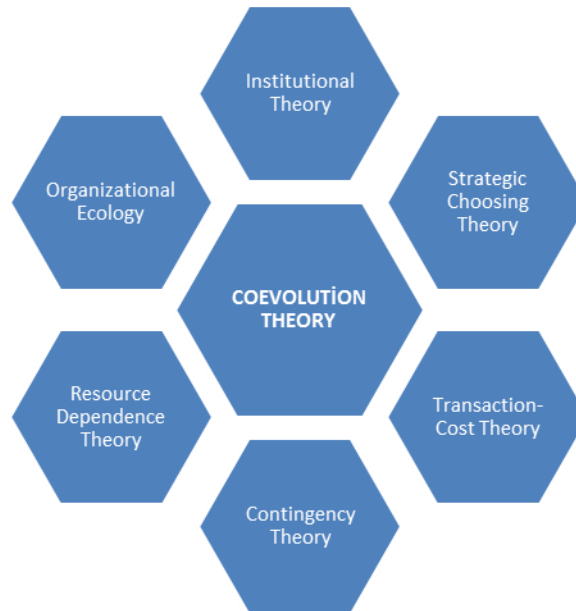 Institutional
Theory
Organizational
Ecology
Strategic
Choosing
Theory
COEVOLUTİON
THEORY
Resource
Dependence
Theory
Transaction-
Cost Theory
Contingency
Theory